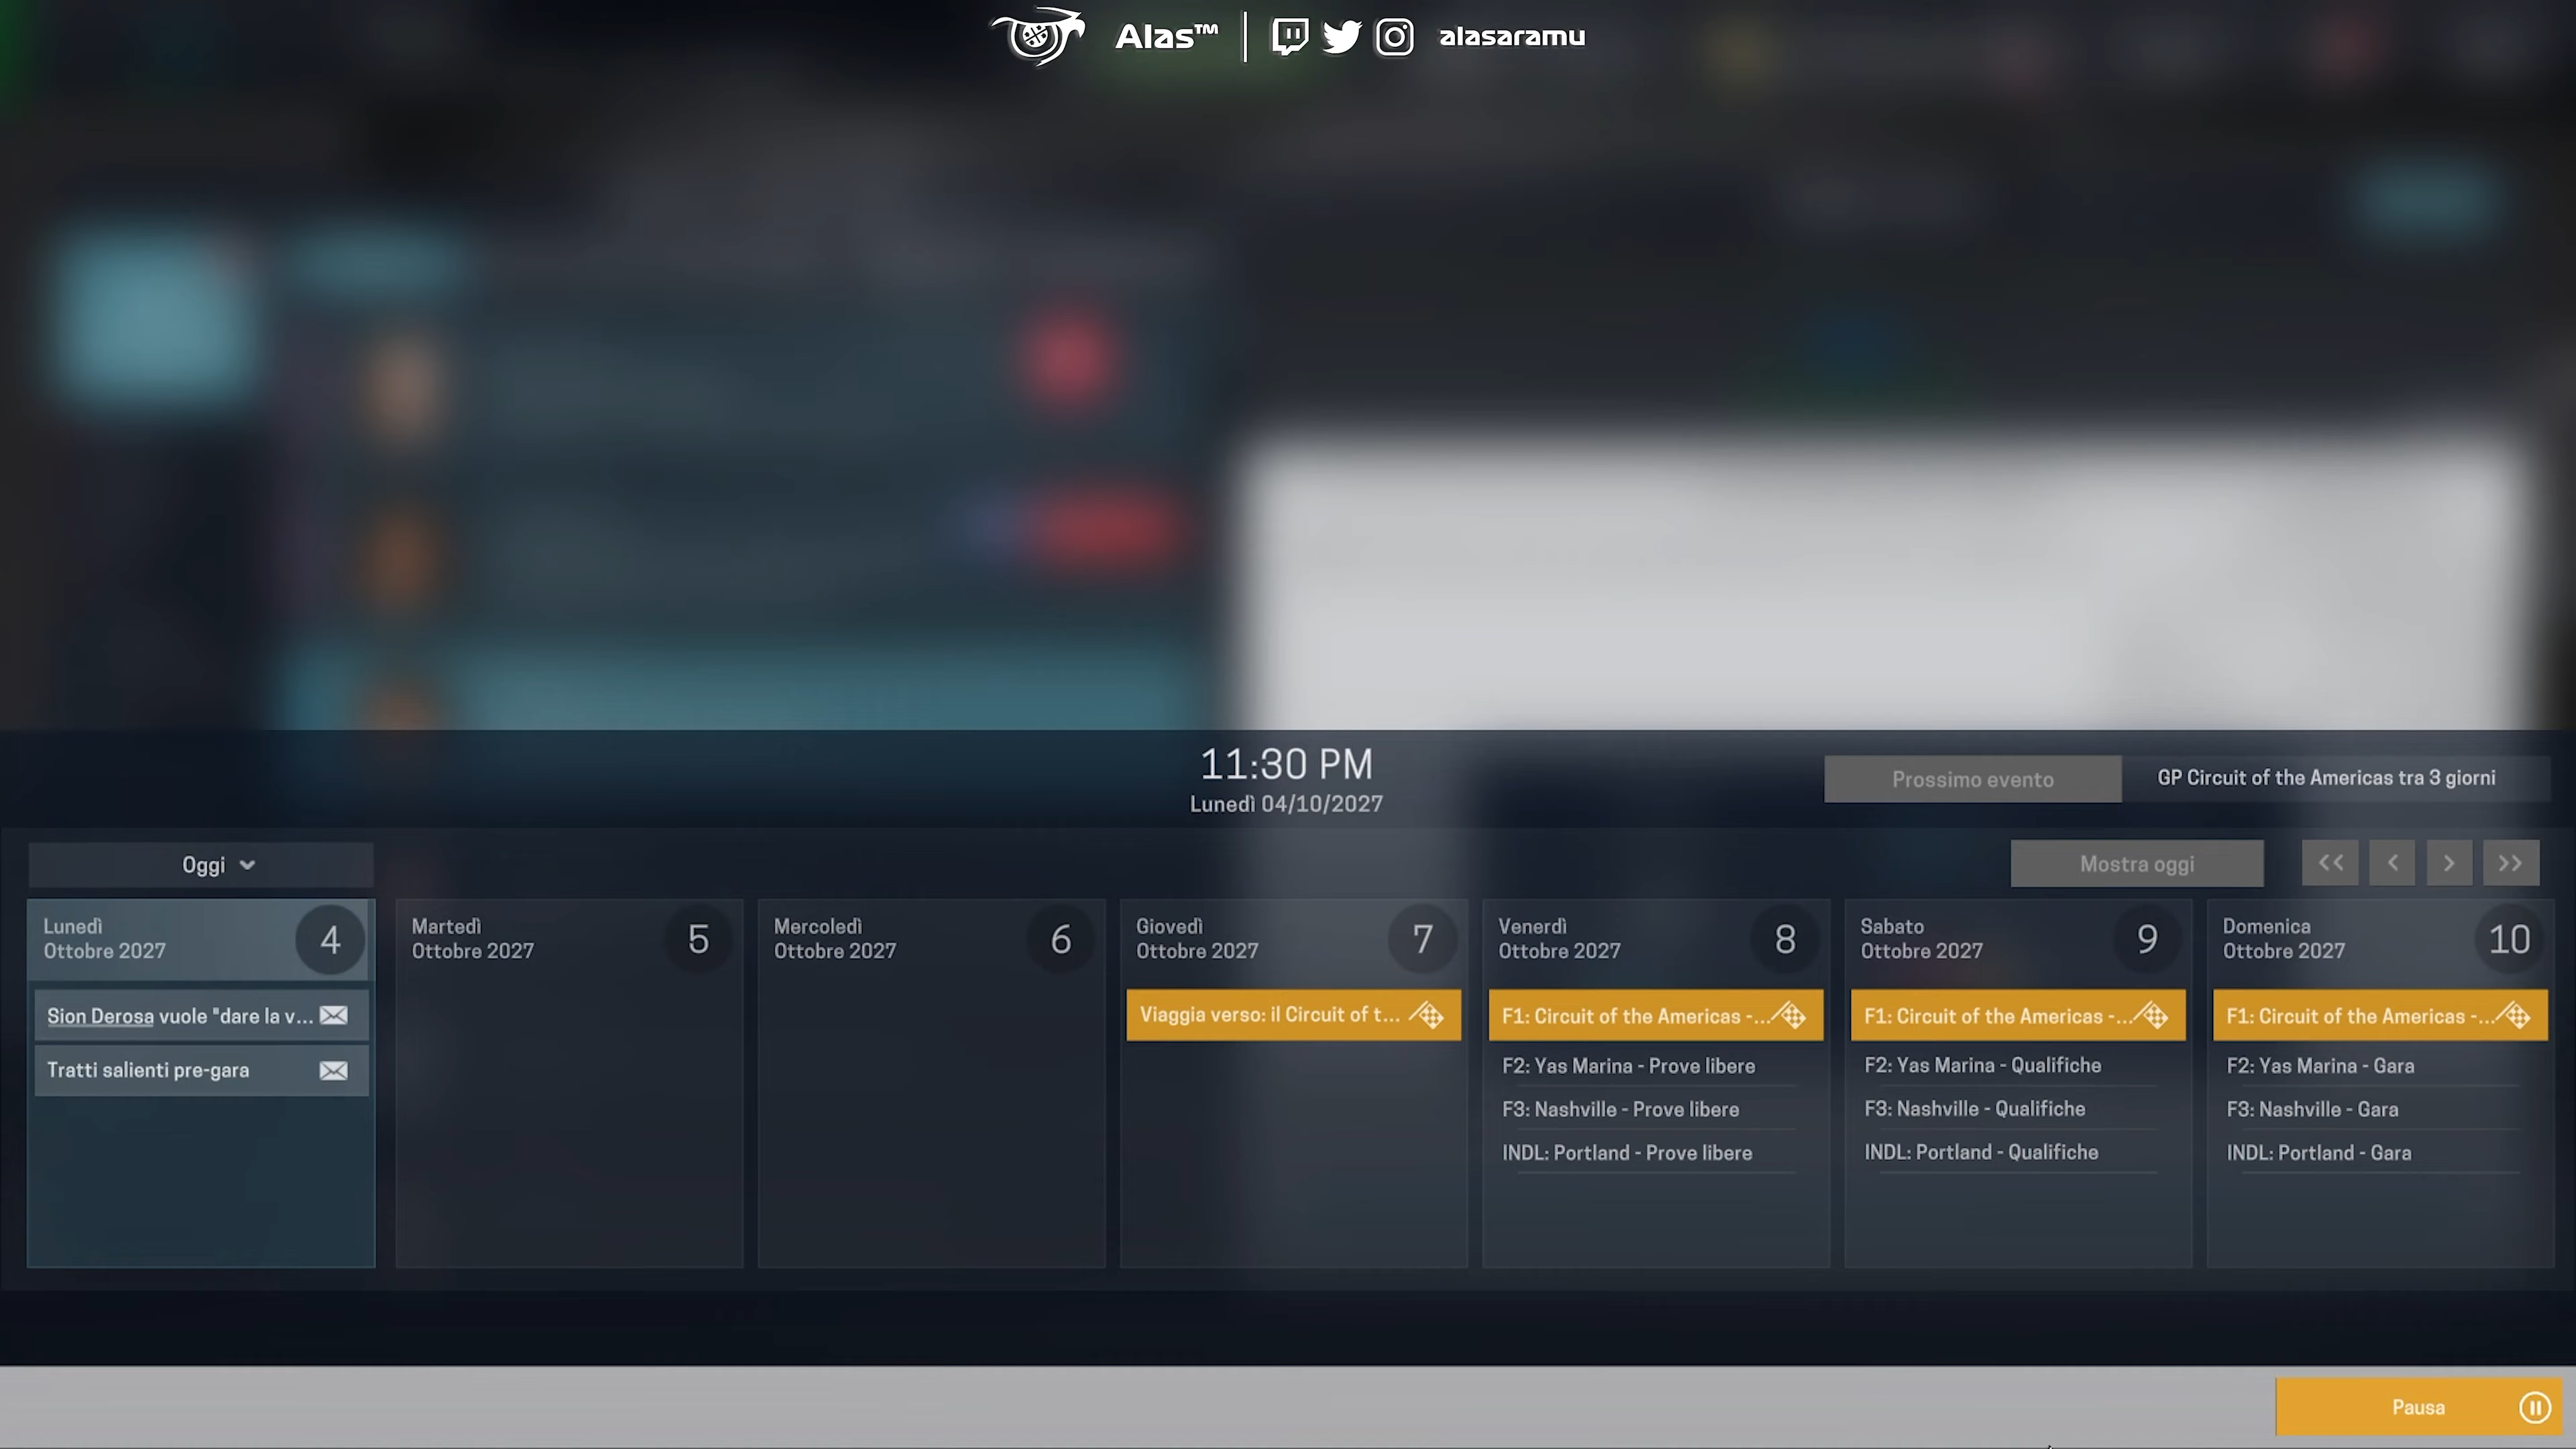 Alas™ | alasaramu
11:30 PM
Lunedì 04/10/2027
Prossimo evento
GP Circuit of the Americas tra 3 giorni
Oggi
Mostra oggi
<< < > >>
Lunedì
Ottobre 2027
4
Sion Derosa vuole "dare la v...
Tratti salienti pre-gara
Martedì
Ottobre 2027
5
Mercoledì
Ottobre 2027
6
Giovedì
Ottobre 2027
7
Viaggia verso: il Circuit of t...
Venerdì
Ottobre 2027
8
F1: Circuit of the Americas -...
F2: Yas Marina - Prove libere
F3: Nashville - Prove libere
INDL: Portland - Prove libere
Sabato
Ottobre 2027
9
F1: Circuit of the Americas -...
F2: Yas Marina - Qualifiche
F3: Nashville - Qualifiche
INDL: Portland - Qualifiche
Domenica
Ottobre 2027
10
F1: Circuit of the Americas -...
F2: Yas Marina - Gara
F3: Nashville - Gara
INDL: Portland - Gara
Pausa